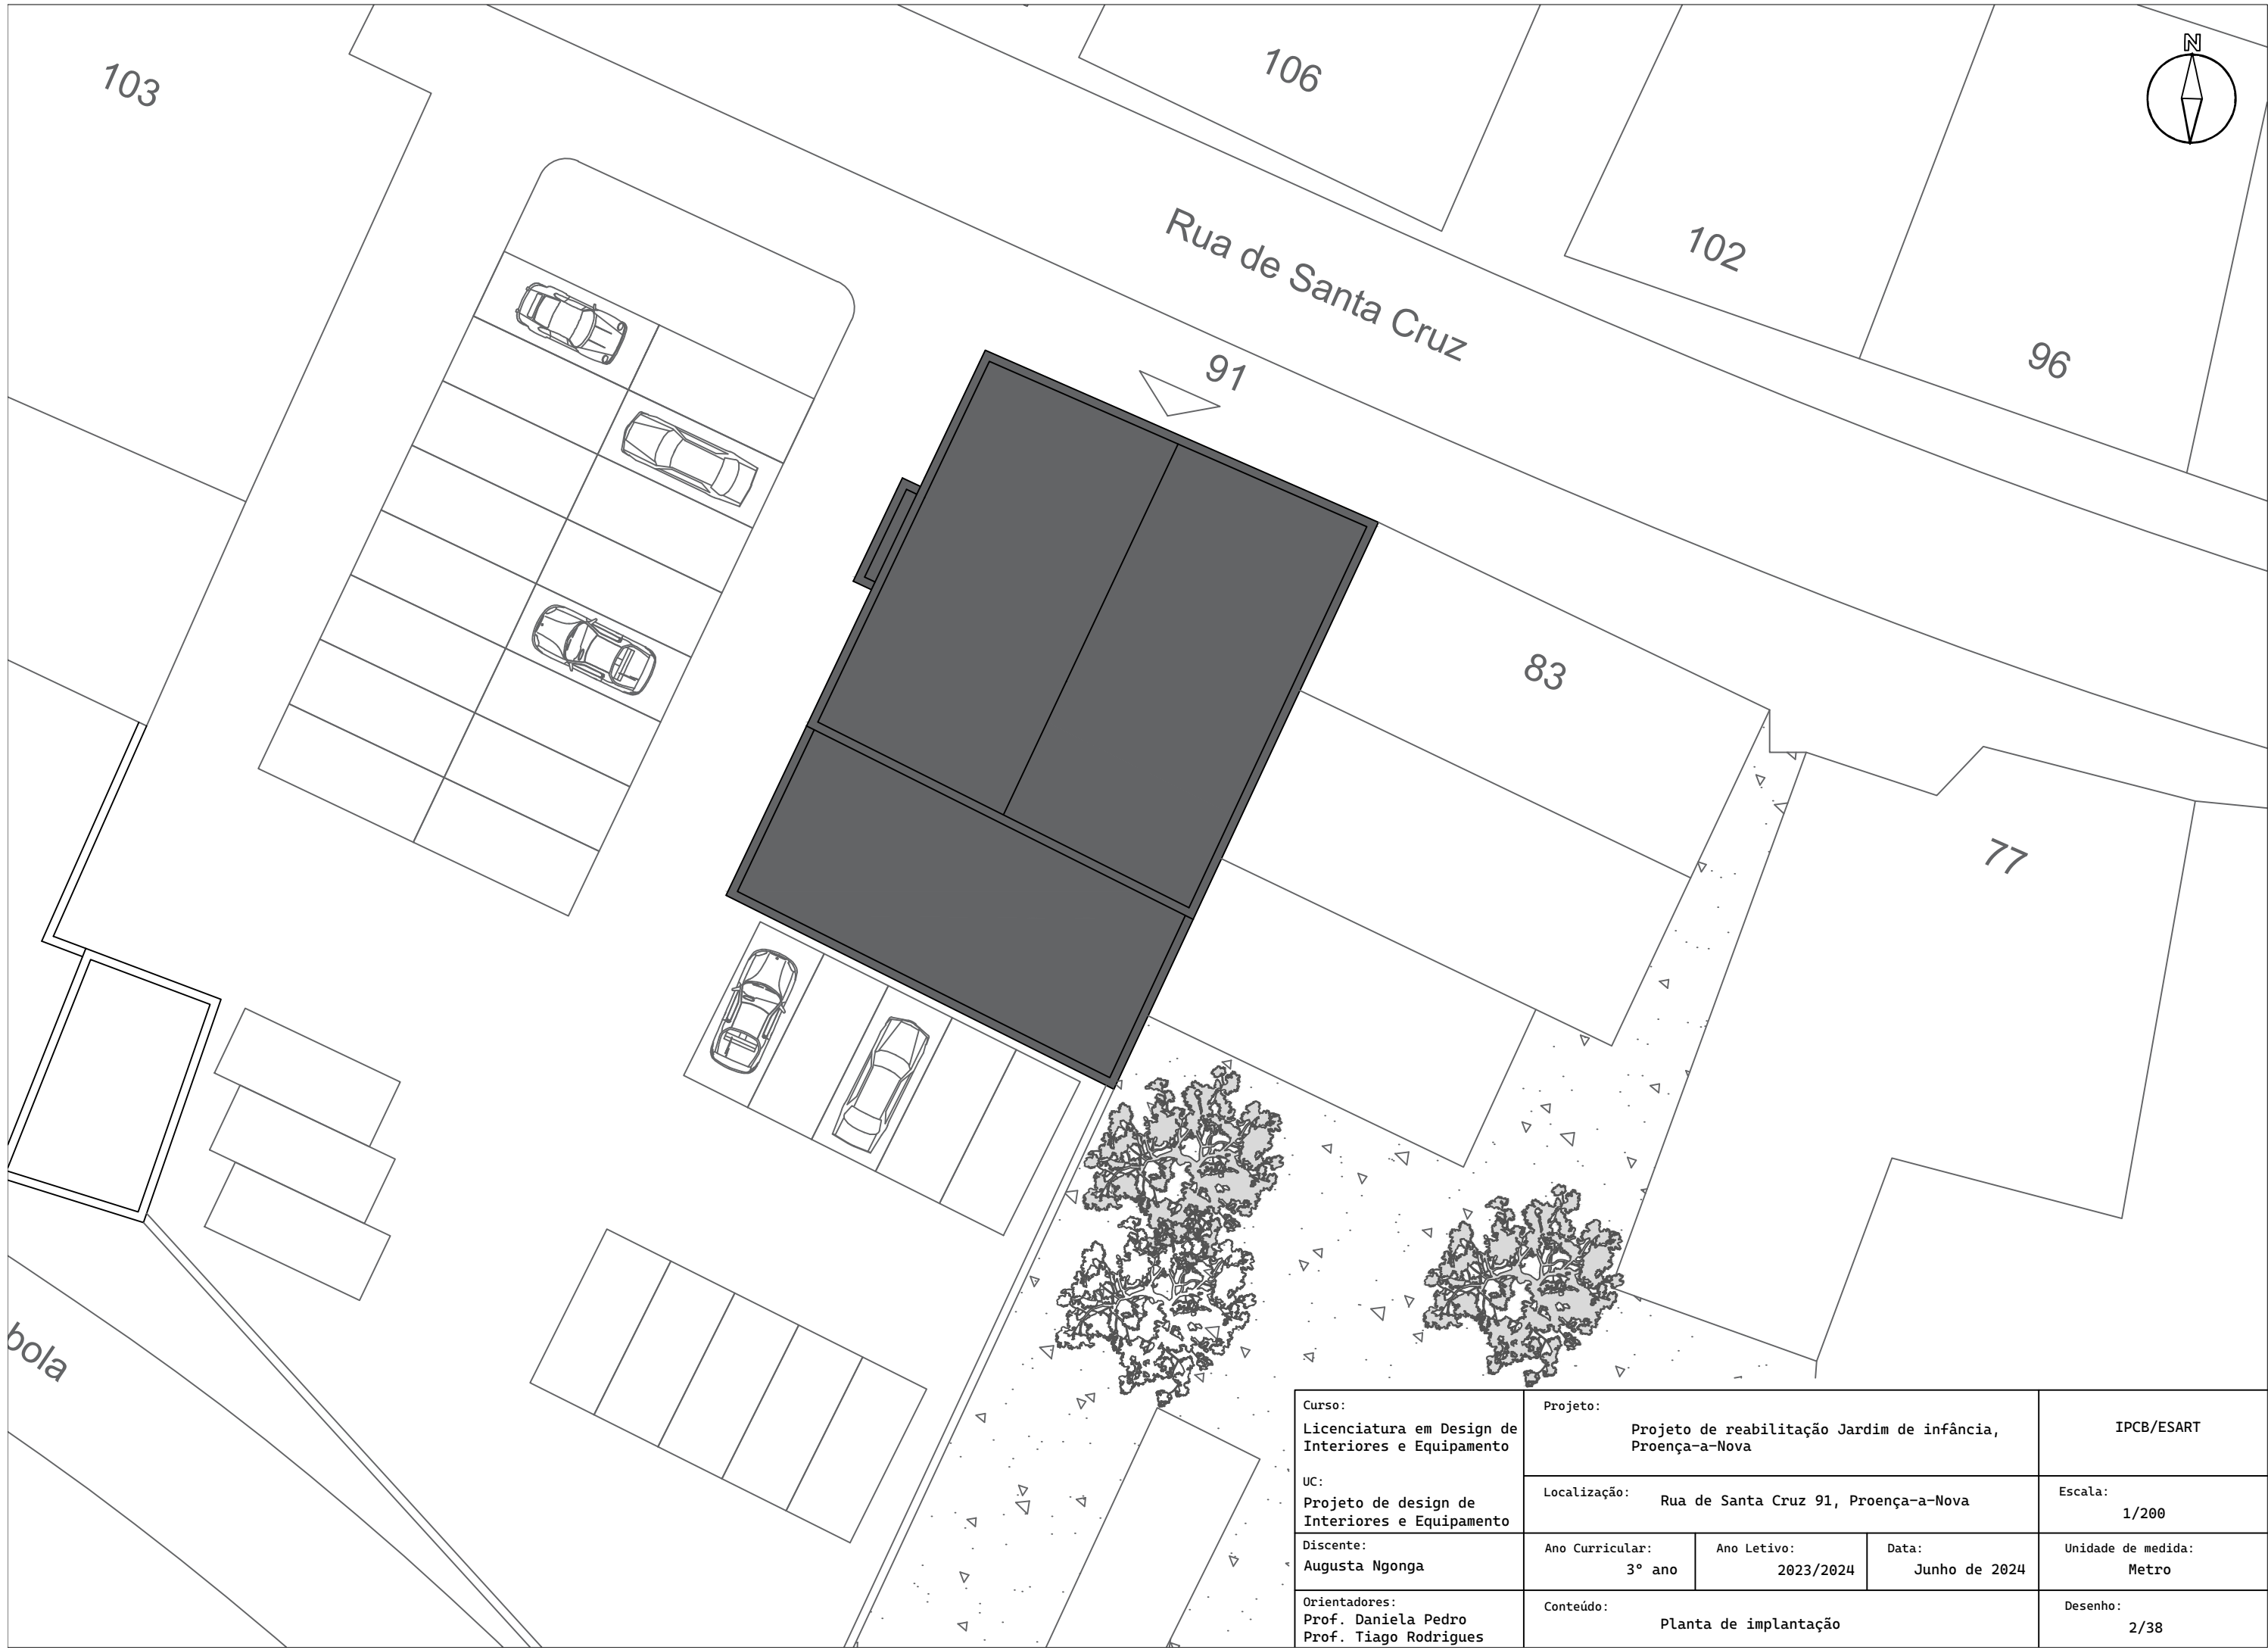 103
106
N
Rua de Santa Cruz
102
91
96
83
77
bola
Curso:
Licenciatura em Design de
Interiores e Equipamento
UC:
Projeto de design de
Interiores e Equipamento
Discente:
Augusta Ngonga
Orientadores:
Prof. Daniela Pedro
Prof. Tiago Rodrigues
Projeto:
Projeto de reabilitação Jardim de infância,
Proença-a-Nova
Localização:
Rua de Santa Cruz 91, Proença-a-Nova
Ano Curricular:
3° ano
Ano Letivo:
2023/2024
Data:
Junho de 2024
Conteúdo:
Planta de implantação
IPCB/ESART
Escala:
1/200
Unidade de medida:
Metro
Desenho:
2/38